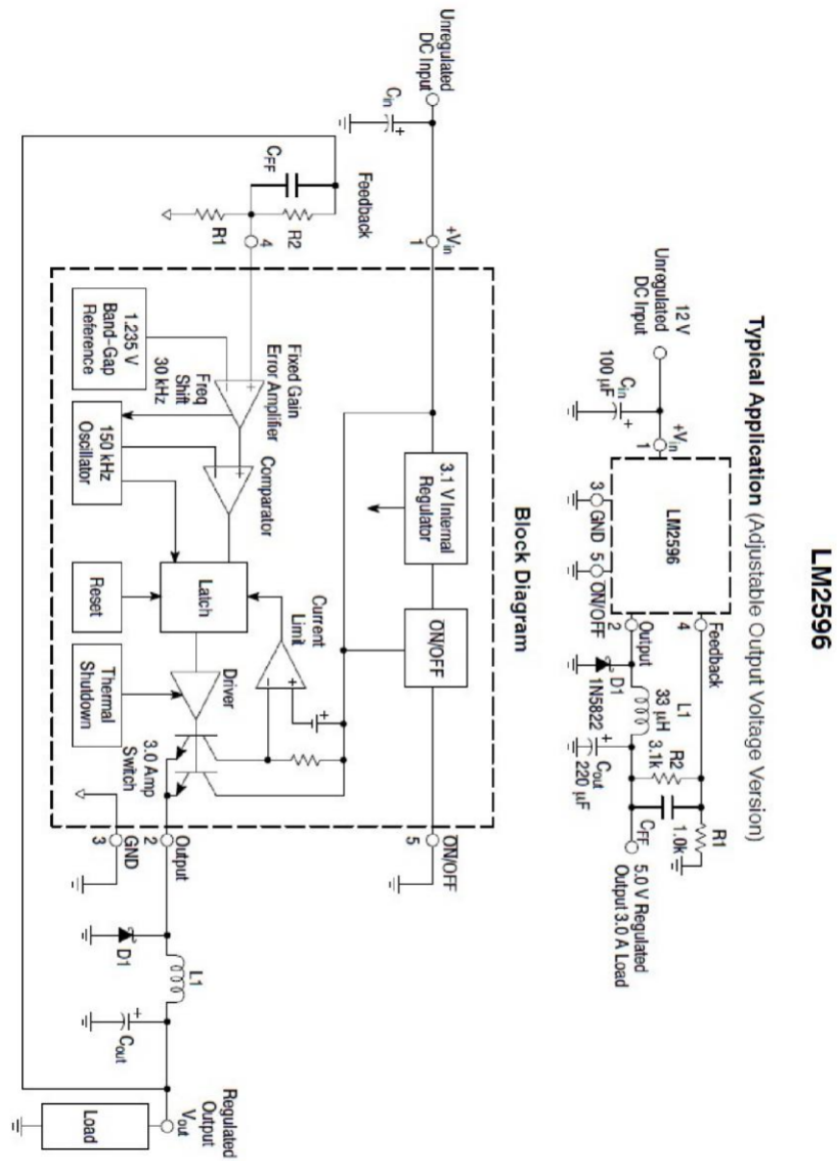 LM2596
Typical Application (Adjustable Output Voltage Version)
12 V
Unregulated
DC Input
Cin
100 μF
+
+Vin
1
LM2596
3
GND
5
ON/OFF
4
Feedback
2
Output
D1
1N5822
L1
33 μH
Cout
220 μF
+
R2
3.1k
CFF
R1
1.0k
5.0 V Regulated
Output 3.0 A Load
Block Diagram
Unregulated
DC Input
Cin
+
+Vin
1
3.1 V Internal
Regulator
ON/OFF
ON/OFF
5
Feedback
CFF
R2
R1
4
Fixed Gain
Error Amplifier
+
-
Comparator
+
-
Current
Limit
+
-
+
Freq
Shift
30 kHz
Latch
Driver
1.235 V
Band-Gap
Reference
150 kHz
Oscillator
Reset
Thermal
Shutdown
3.0 Amp
Switch
Output
2
GND
3
D1
L1
+
Cout
Regulated
Output
Vout
Load